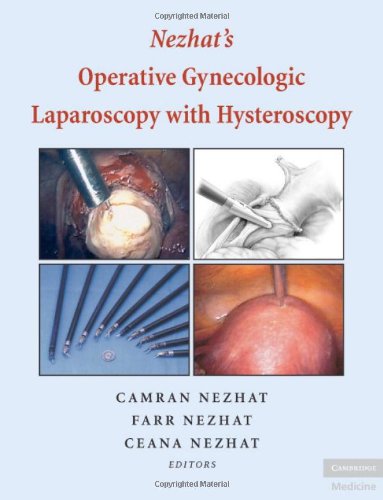 Nezhat's
Operative Gynecologic
Laparoscopy with Hysteroscopy
CAMRAN NEZHAT
FARR NEZHAT
CEANA NEZHAT
EDITORS
CAMBRIDGE
Medicine